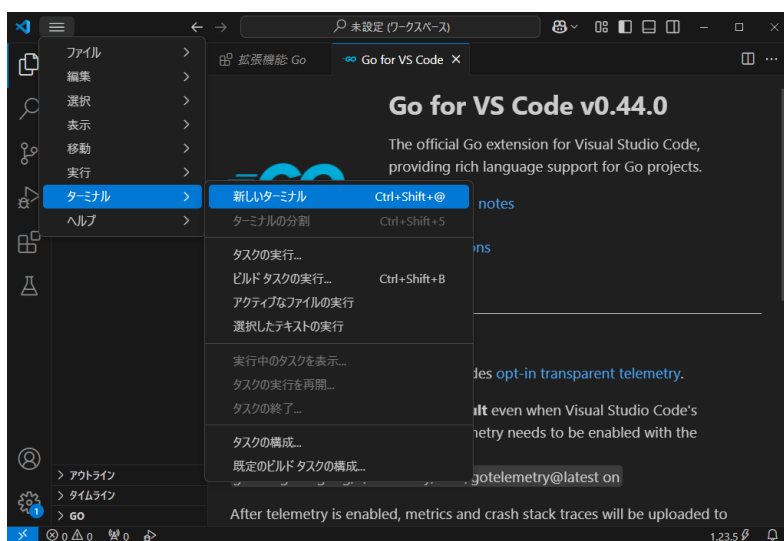 未設定 (ワークスペース)
ファイル
編集
選択
表示
移動
実行
ターミナル
ヘルプ
拡張機能: Go
Go for VS Code
Go for VS Code v0.44.0
The official Go extension for Visual Studio Code,
providing rich language support for Go projects.
notes
ns
新しいターミナル Ctrl+Shift+@
ターミナルの分割 Ctrl+Shift+5
タスクの実行...
ビルド タスクの実行... Ctrl+Shift+B
アクティブなファイルの実行
選択したテキストの実行
実行中のタスクを表示...
タスクの実行を再開...
タスクの終了...
タスクの構成...
既定のビルド タスクの構成...
des opt-in transparent telemetry.
ult even when Visual Studio Code's
metry needs to be enabled with the
gotelemetry@latest on
After telemetry is enabled, metrics and crash stack traces will be uploaded to
アウトライン
タイムライン
GO
1
0 0 0
1.23.5